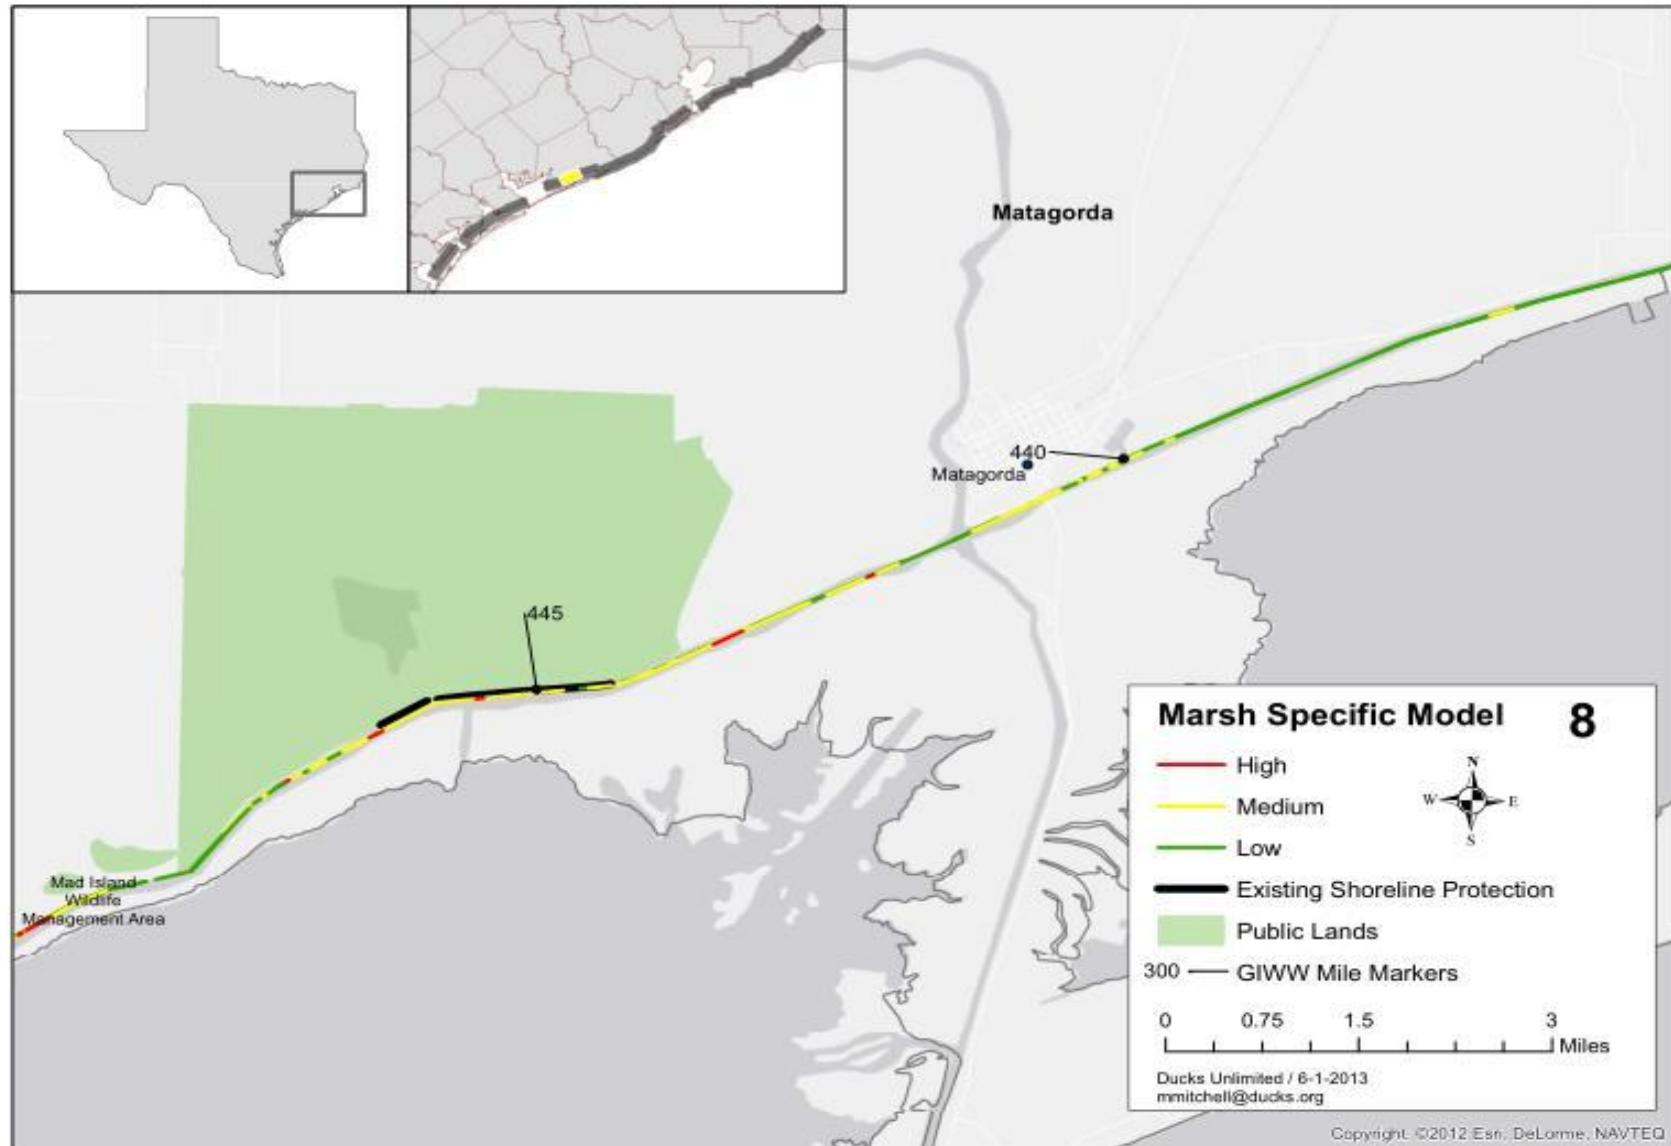 Matagorda
440
Matagorda
445
Mad Island
Wildlife
Management Area
Marsh Specific Model 8
N
W E
S
High
Medium
Low
Existing Shoreline Protection
Public Lands
300 GIWW Mile Markers
0 0.75 1.5 3
Miles
Ducks Unlimited / 6-1-2013
mmitchell@ducks.org
Copyright: ©2012 Esri, DeLorme, NAVTEQ